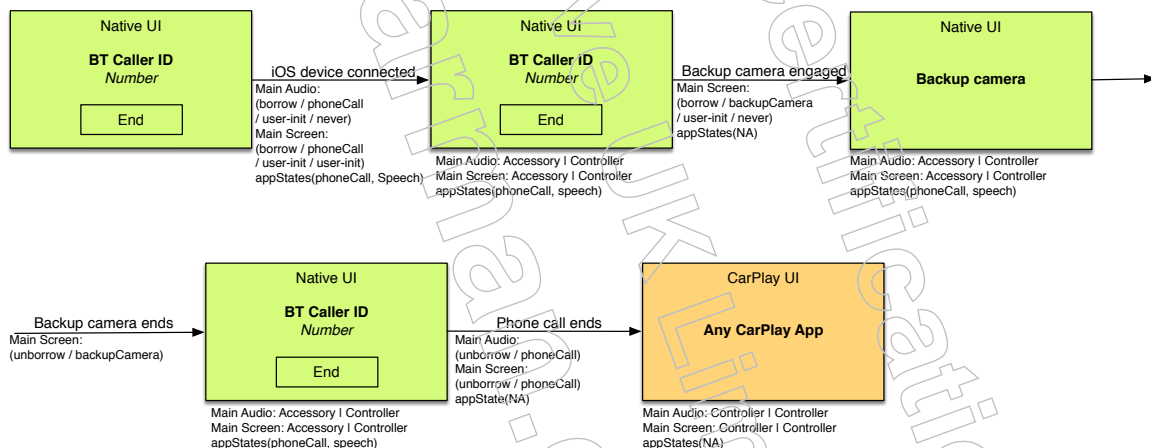 Native UI
BT Caller ID
Number
End
iOS device connected
Main Audio:
(borrow / phoneCall
/ user-init / never)
Main Screen:
(borrow / phoneCall
/ user-init / user-init)
appStates(phoneCall, Speech)
Native UI
BT Caller ID
Number
End
Main Audio: Accessory | Controller
Main Screen: Accessory | Controller
appStates(phoneCall, speech)
Backup camera engaged
Main Screen:
(borrow / backupCamera
/ user-init / never)
appStates(NA)
Native UI
Backup camera
Main Audio: Accessory | Controller
Main Screen: Accessory | Controller
appStates(phoneCall, speech)
Backup camera ends
Main Screen:
(unborrow / backupCamera)
Native UI
BT Caller ID
Number
End
Main Audio: Accessory | Controller
Main Screen: Accessory | Controller
appStates(phoneCall, speech)
Phone call ends
Main Audio:
(unborrow / phoneCall)
Main Screen:
(unborrow / phoneCall)
appState(NA)
CarPlay UI
Any CarPlay App
Main Audio: Controller | Controller
Main Screen: Controller | Controller
appStates(NA)